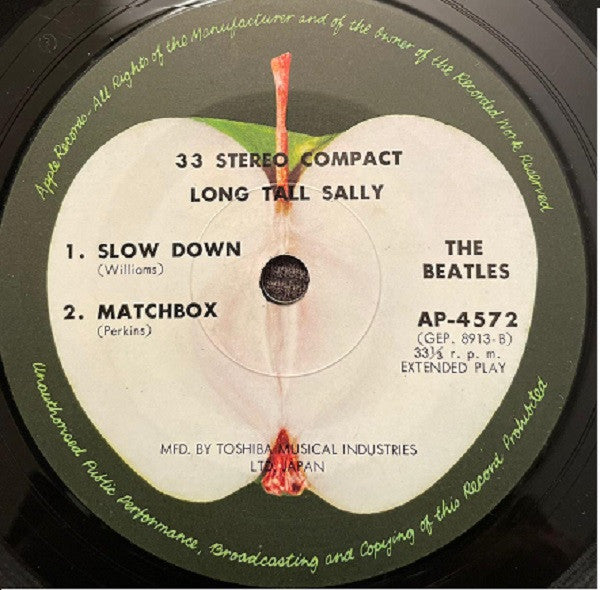 Apple Records - All Rights of the Manufacturer and of the Owner of the Recorded Work Reserved
33 STEREO COMPACT
LONG TALL SALLY
1. SLOW DOWN
(Williams)
2. MATCHBOX
(Perkins)
THE
BEATLES
AP-4572
(GEP. 8913-B)
33⅓ r. p. m.
EXTENDED PLAY
MFD. BY TOSHIBA MUSICAL INDUSTRIES
LTD. JAPAN
Unauthorised Public Performance, Broadcasting and Copying of this Record Prohibited